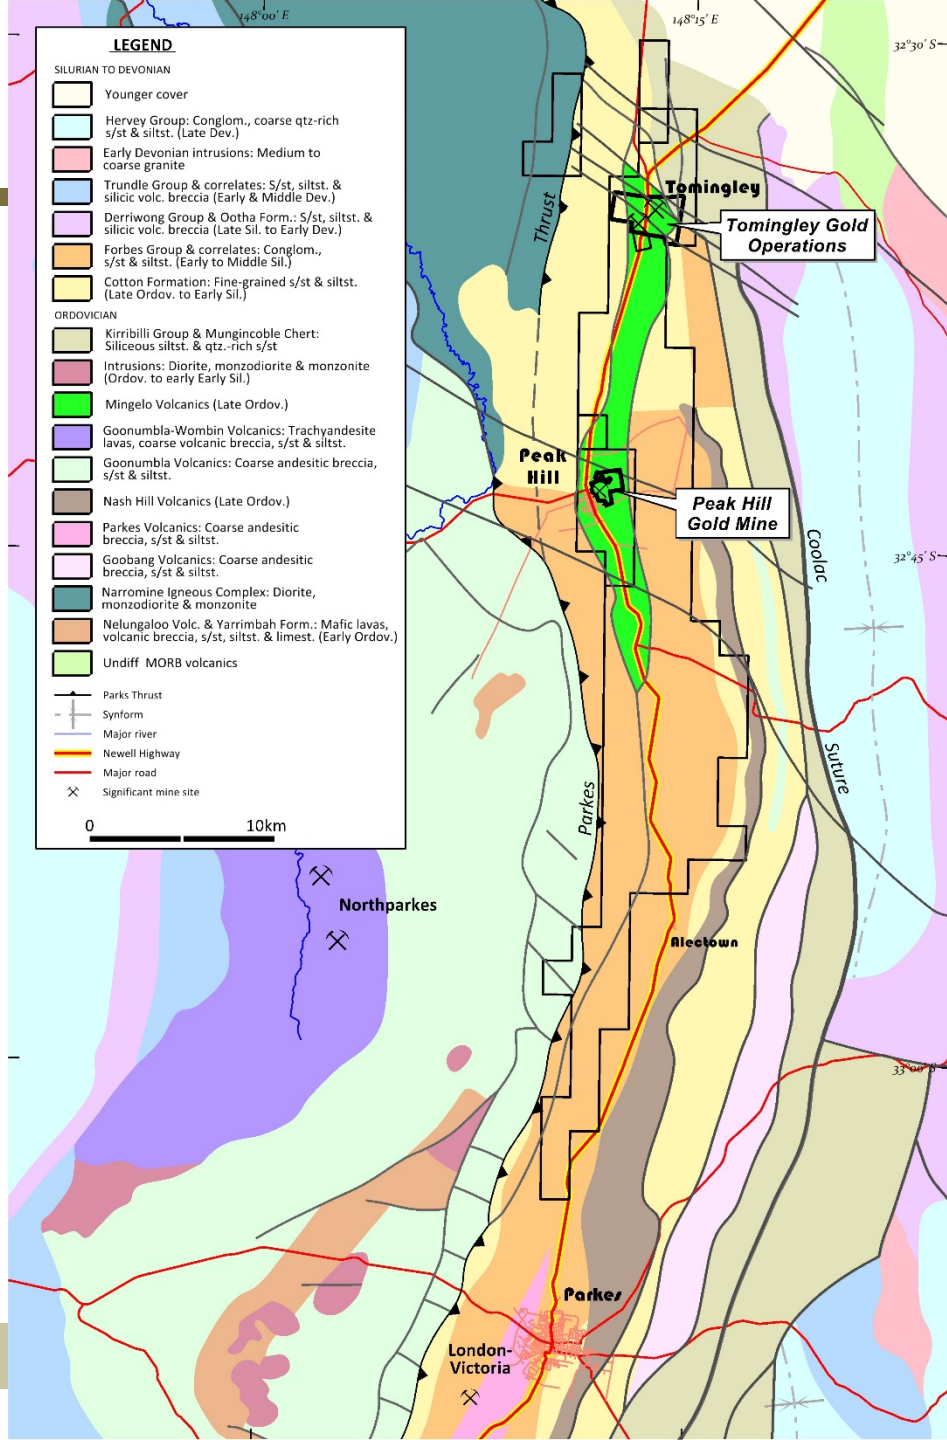 148°00' E
148°15' E
32°30' S
LEGEND
SILURIAN TO DEVONIAN
Younger cover
Hervey Group: Conglom., coarse qtz-rich
s/st & siltst. (Late Dev.)
Early Devonian intrusions: Medium to
coarse granite
Trundle Group & correlates: S/st, siltst. &
silicic volc. breccia (Early & Middle Dev.)
Derriwong Group & Ootha Form.: S/st, siltst. &
silicic volc. breccia (Late Sil. to Early Dev.)
Forbes Group & correlates: Conglom.,
s/st & siltst. (Early to Middle Sil.)
Cotton Formation: Fine-grained s/st & siltst.
(Late Ordov. to Early Sil.)
ORDOVICIAN
Kirribilli Group & Mungincoble Chert:
Siliceous siltst. & qtz.-rich s/st
Intrusions: Diorite, monzodiorite & monzonite
(Ordov. to early Early Sil.)
Mingelo Volcanics (Late Ordov.)
Goonumbla-Wombin Volcanics: Trachyandesite
lavas, coarse volcanic breccia, s/st & siltst.
Goonumbla Volcanics: Coarse andesitic breccia,
s/st & siltst.
Nash Hill Volcanics (Late Ordov.)
Parkes Volcanics: Coarse andesitic
breccia, s/st & siltst.
Goobang Volcanics: Coarse andesitic
breccia, s/st & siltst.
Narromine Igneous Complex: Diorite,
monzodiorite & monzonite
Nelungaloo Volc. & Yarrimbah Form.: Mafic lavas,
volcanic breccia, s/st, siltst. & limest. (Early Ordov.)
Undiff MORB volcanics
Parks Thrust
Synform
Major river
Newell Highway
Major road
Significant mine site
0 10km
Tomingley
Tomingley Gold
Operations
Thrust
Peak
Hill
Peak Hill
Gold Mine
Coolac
32°45' S
Suture
Parkes
Northparkes
Alectown
33°00' S
Parkes
London-
Victoria